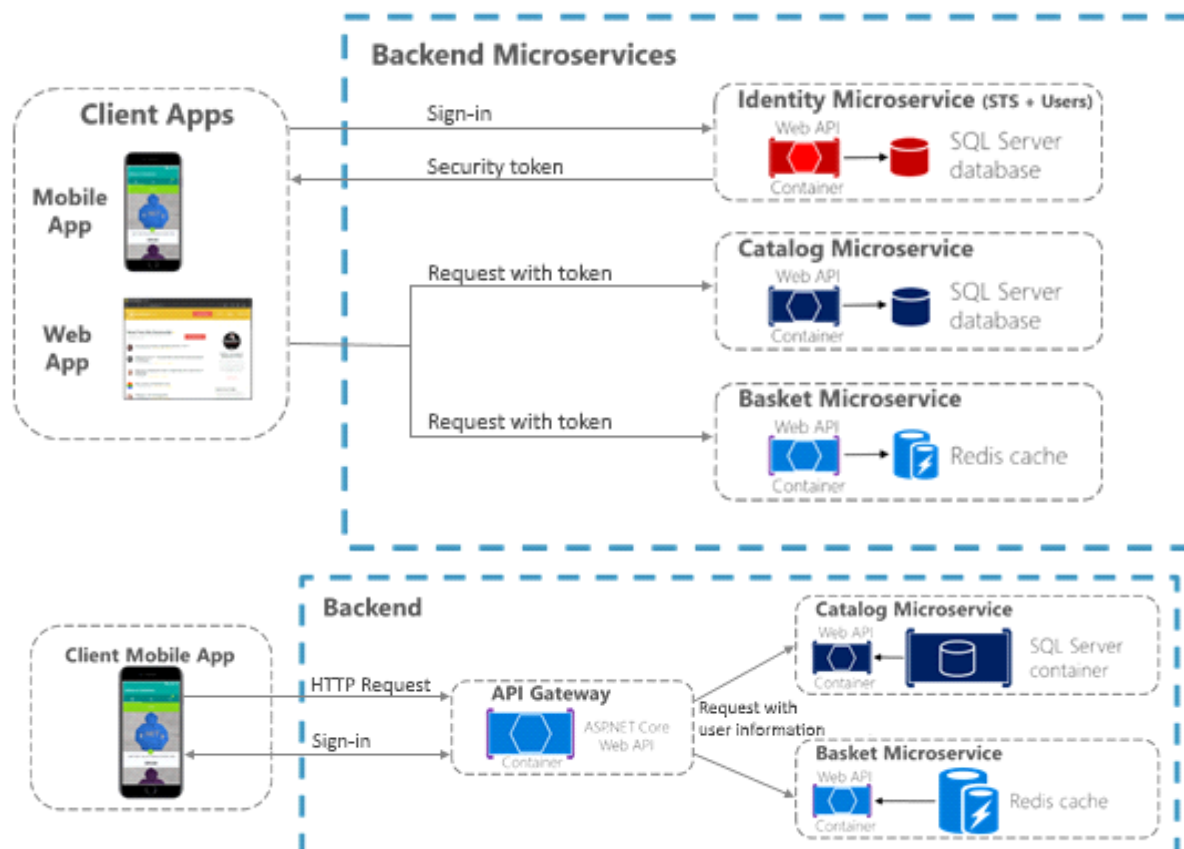 Backend Microservices
Client Apps
Mobile
App
Web
App
Sign-in
Security token
Request with token
Request with token
Identity Microservice (STS + Users)
Web API
Container
SQL Server
database
Catalog Microservice
Web API
Container
SQL Server
database
Basket Microservice
Web API
Container
Redis cache
Backend
Client Mobile App
HTTP Request
Sign-in
API Gateway
ASP.NET Core
Web API
Container
Request with
user information
Catalog Microservice
Web API
Container
SQL Server
container
Basket Microservice
Web API
Container
Redis cache